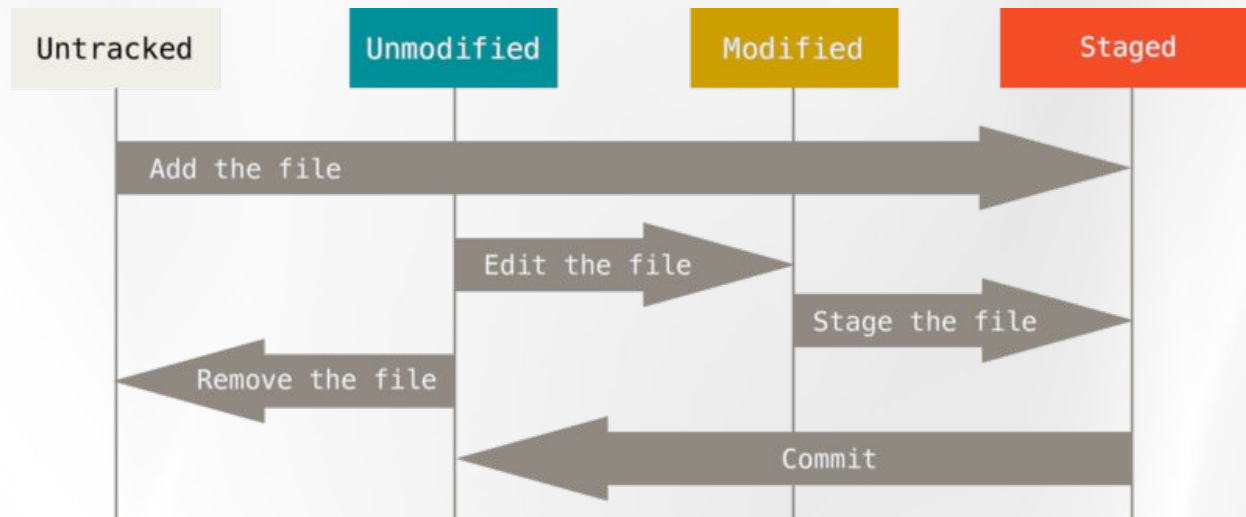 Untracked
Unmodified
Modified
Staged
Add the file
Edit the file
Stage the file
Remove the file
Commit